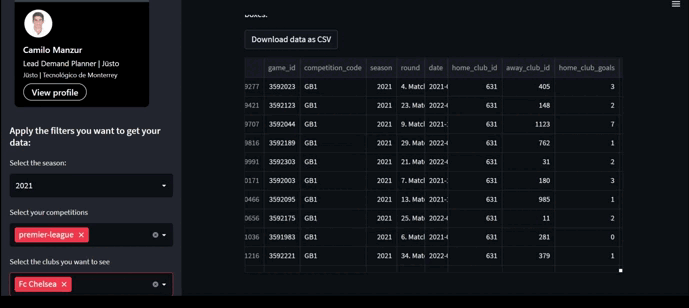 boxes.
Download data as CSV
Camilo Manzur
Lead Demand Planner | Jüsto
Jüsto | Tecnológico de Monterrey
View profile
Apply the filters you want to get your
data:
Select the season:
2021
Select your competitions
premier-league
Select the clubs you want to see
Fc Chelsea
game_id competition_code season round date home_club_id away_club_id home_club_goals
9277 3592023 GB1 2021 4. Matc 2021- 631 405 3
9421 3592123 GB1 2021 23. Mat 2022- 631 148 2
9707 3592044 GB1 2021 9. Match 2021- 631 1123 7
9816 3592189 GB1 2021 29. Mat 2022- 631 762 1
9991 3592303 GB1 2021 21. Mat 2022- 631 31 2
0171 3592003 GB1 2021 7. Match 2021- 631 180 3
0466 3592095 GB1 2021 13. Mat 2021- 631 985 1
0656 3592175 GB1 2021 25. Mat 2022- 631 11 2
1036 3591983 GB1 2021 6. Match 2021- 631 281 0
1216 3592221 GB1 2021 34. Mat 2022- 631 379 1